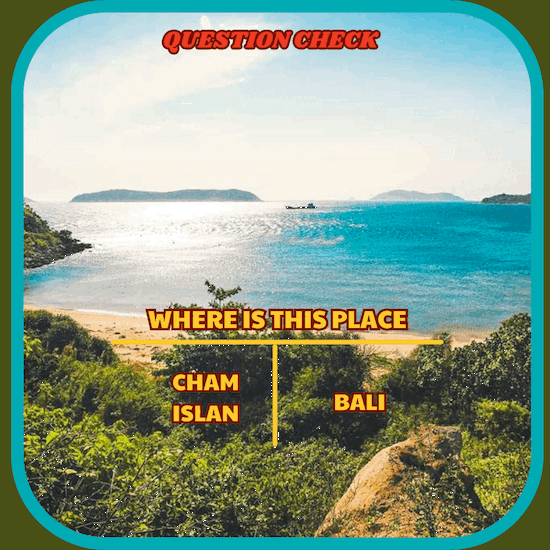 QUESTION CHECK
WHERE IS THIS PLACE
CHAM
ISLAN
BALI